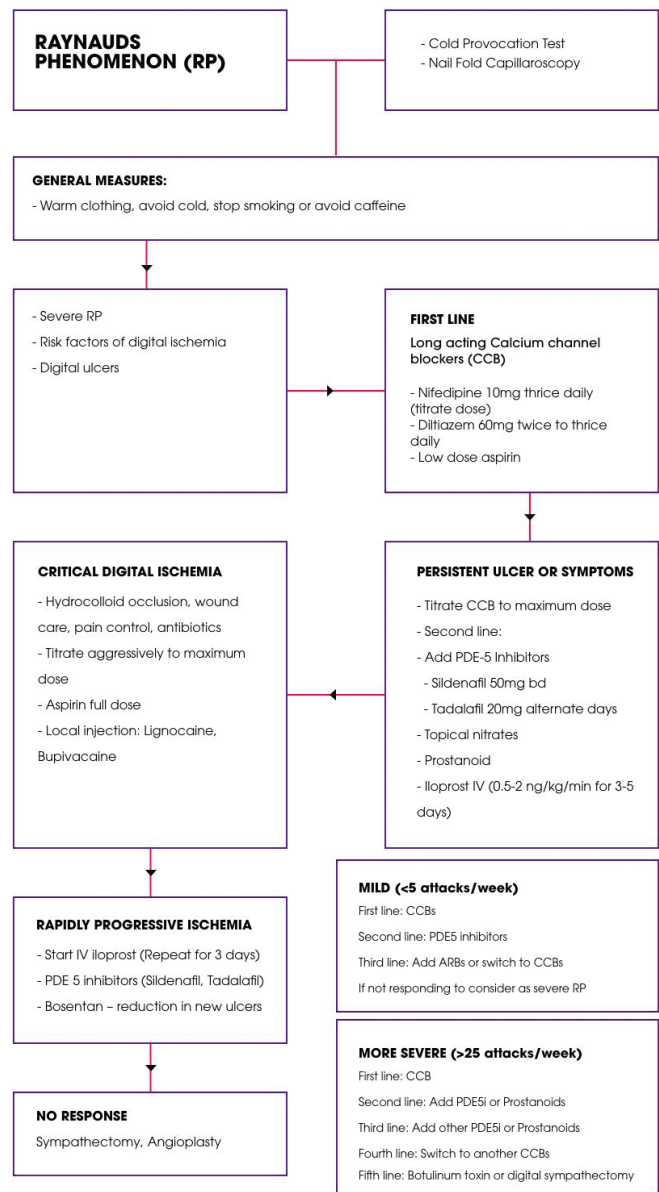 RAYNAUDS
PHENOMENON (RP)
- Cold Provocation Test
- Nail Fold Capillaroscopy
GENERAL MEASURES:
- Warm clothing, avoid cold, stop smoking or avoid caffeine
- Severe RP
- Risk factors of digital ischemia
- Digital ulcers
FIRST LINE
Long acting Calcium channel
blockers (CCB)
- Nifedipine 10mg thrice daily
(titrate dose)
- Diltiazem 60mg twice to thrice
daily
- Low dose aspirin
PERSISTENT ULCER OR SYMPTOMS
- Titrate CCB to maximum dose
- Second line:
- Add PDE-5 Inhibitors
- Sildenafil 50mg bd
- Tadalafil 20mg alternate days
- Topical nitrates
- Prostanoid
- Iloprost IV (0.5-2 ng/kg/min for 3-5
days)
CRITICAL DIGITAL ISCHEMIA
- Hydrocolloid occlusion, wound
care, pain control, antibiotics
- Titrate aggressively to maximum
dose
- Aspirin full dose
- Local injection: Lignocaine,
Bupivacaine
RAPIDLY PROGRESSIVE ISCHEMIA
- Start IV iloprost (Repeat for 3 days)
- PDE 5 inhibitors (Sildenafil, Tadalafil)
- Bosentan – reduction in new ulcers
NO RESPONSE
Sympathectomy, Angioplasty
MILD (<5 attacks/week)
First line: CCBs
Second line: PDE5 inhibitors
Third line: Add ARBs or switch to CCBs
If not responding to consider as severe RP
MORE SEVERE (>25 attacks/week)
First line: CCB
Second line: Add PDE5i or Prostanoids
Third line: Add other PDE5i or Prostanoids
Fourth line: Switch to another CCBs
Fifth line: Botulinum toxin or digital sympathectomy